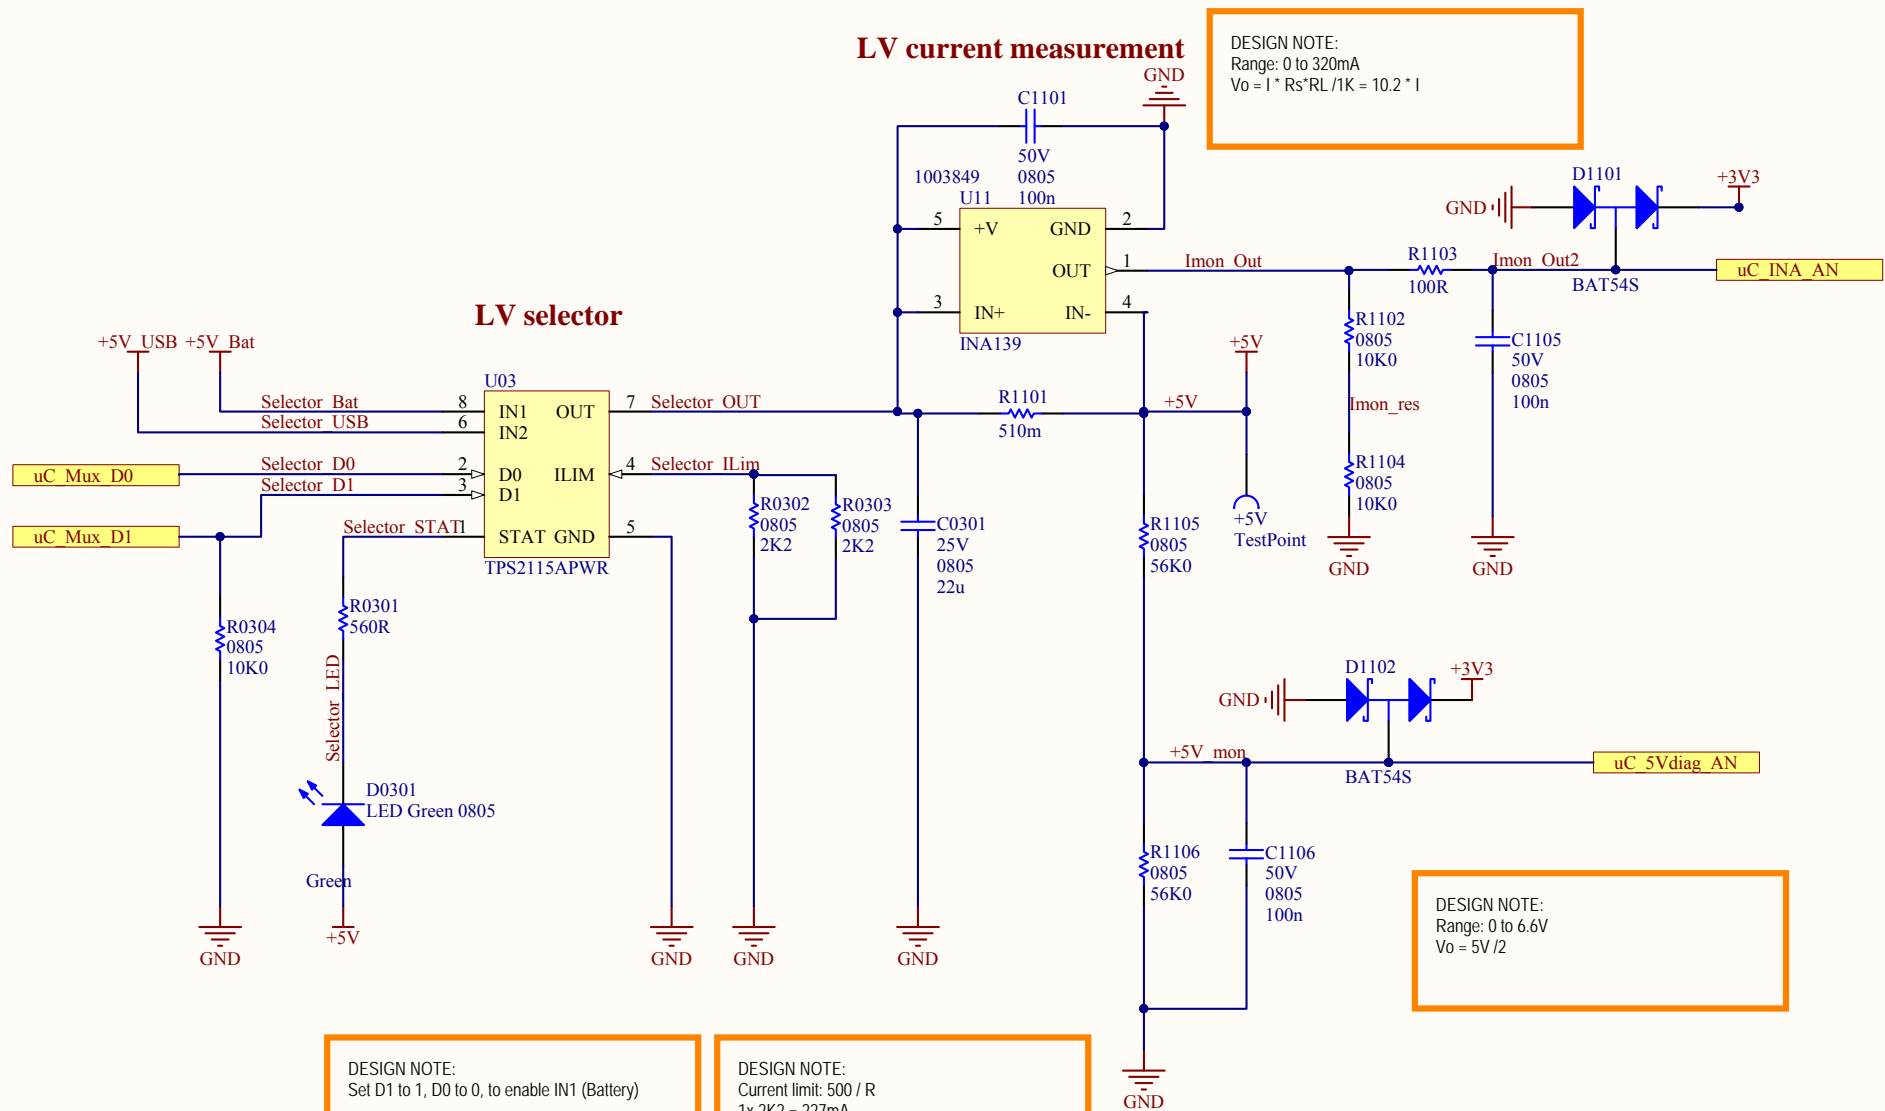 LV current measurement
DESIGN NOTE:
Range: 0 to 320mA
Vo = I * Rs*RL /1K = 10.2 * I
GND
C1101
50V
0805
100n
1003849
U11
5
+V
GND
2
OUT
1
3
IN+
IN-
4
INA139
Imon_Out
R1103
100R
Imon_Out2
D1101
GND
+3V3
BAT54S
uC_INA_AN
R1102
0805
10K0
Imon_res
R1104
0805
10K0
GND
C1105
50V
0805
100n
GND
LV selector
+5V_USB
+5V_Bat
U03
Selector_Bat
8
IN1
OUT
7
Selector_OUT
Selector_USB
6
IN2
uC_Mux_D0
Selector_D0
2
D0
ILIM
4
Selector_ILim
Selector_D1
3
D1
uC_Mux_D1
Selector_STAT
1
STAT
GND
5
TPS2115APWR
R1101
510m
+5V
+5V
+5V
TestPoint
R0302
0805
2K2
R0303
0805
2K2
C0301
25V
0805
22u
R1105
0805
56K0
R0304
0805
10K0
R0301
560R
Selector_LED
D0301
LED Green 0805
Green
+5V
GND
GND
GND
GND
+5V_mon
D1102
GND
+3V3
BAT54S
uC_5Vdiag_AN
R1106
0805
56K0
C1106
50V
0805
100n
GND
DESIGN NOTE:
Range: 0 to 6.6V
Vo = 5V /2
DESIGN NOTE:
Set D1 to 1, D0 to 0, to enable IN1 (Battery)
DESIGN NOTE:
Current limit: 500 / R
1x 2K2 = 227mA